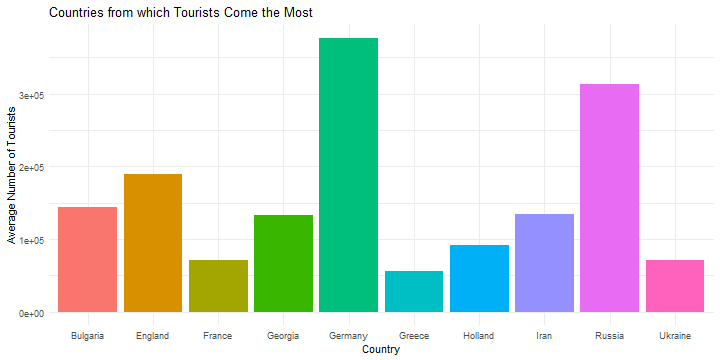 Countries from which Tourists Come the Most
Average Number of Tourists
3e+05
2e+05
1e+05
0e+00
Bulgaria England France Georgia Germany Greece Holland Iran Russia Ukraine
Country